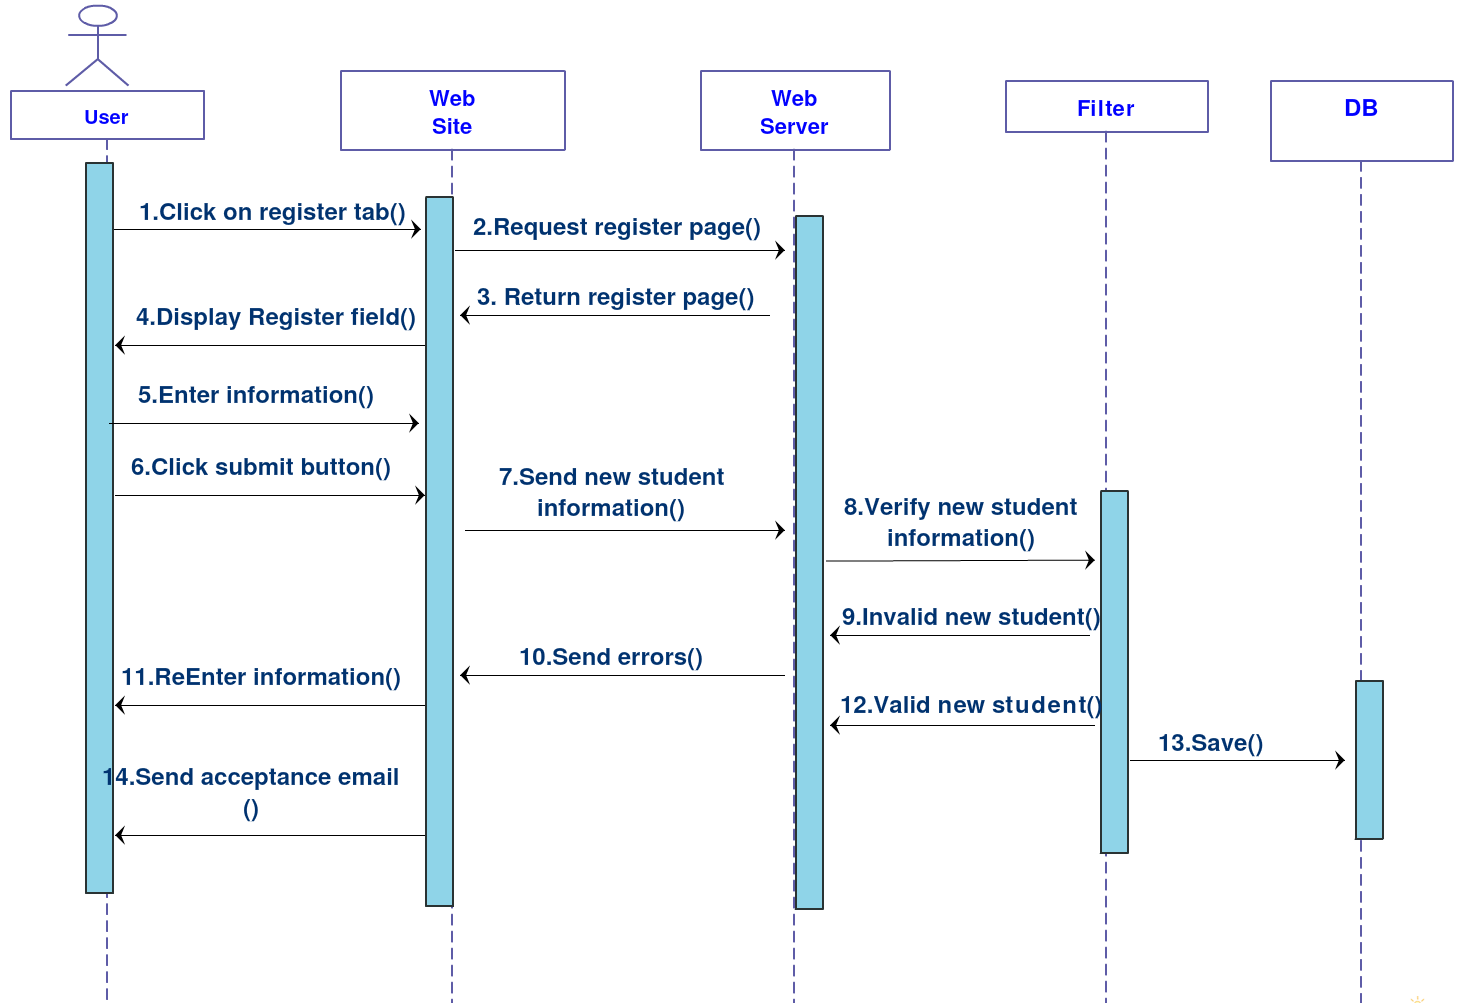 User
Web
Site
Web
Server
Filter
DB
1.Click on register tab()
2.Request register page()
3. Return register page()
4.Display Register field()
5.Enter information()
6.Click submit button()
7.Send new student
information()
8.Verify new student
information()
9.Invalid new student()
10.Send errors()
11.ReEnter information()
12.Valid new student()
13.Save()
14.Send acceptance email
()